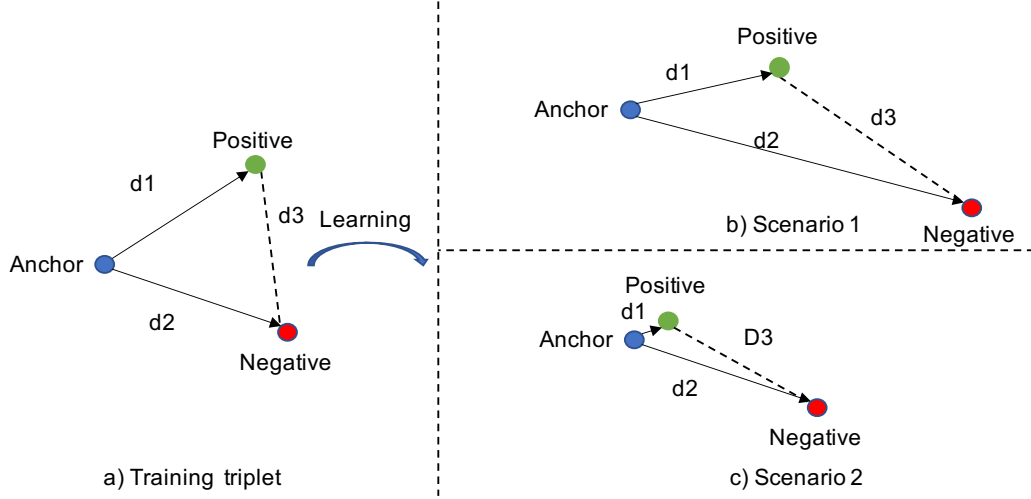 Positive
d1
d3
Anchor
d2
Negative
a) Training triplet
Learning
Positive
d1
Anchor
d3
d2
b) Scenario 1
Negative
Positive
d1
Anchor
D3
d2
Negative
c) Scenario 2